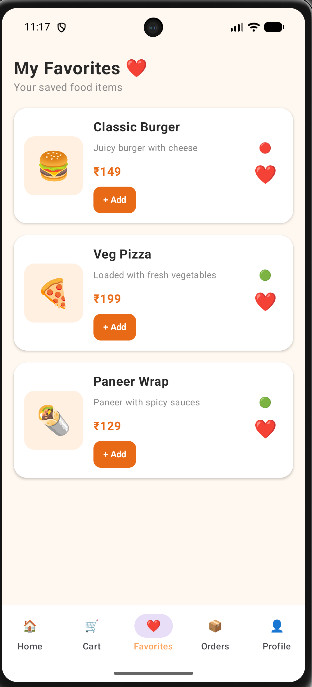 11:17
My Favorites ❤️
Your saved food items
Classic Burger
Juicy burger with cheese
₹149
+ Add
Veg Pizza
Loaded with fresh vegetables
₹199
+ Add
Paneer Wrap
Paneer with spicy sauces
₹129
+ Add
Home Cart Favorites Orders Profile